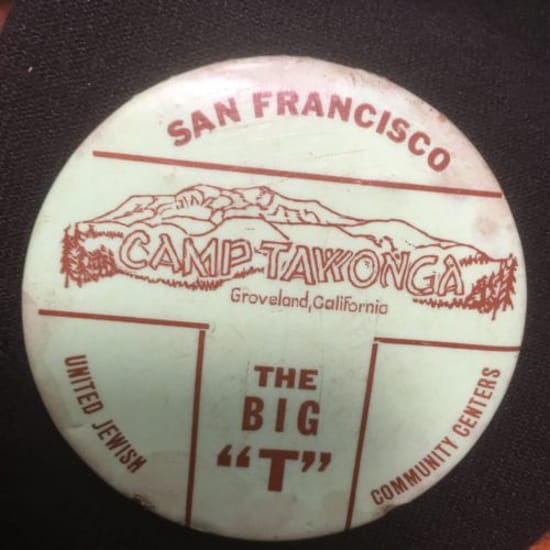 SAN FRANCISCO
CAMP TAWONGA
Groveland, California
THE
BIG
"T"
UNITED JEWISH
COMMUNITY CENTERS